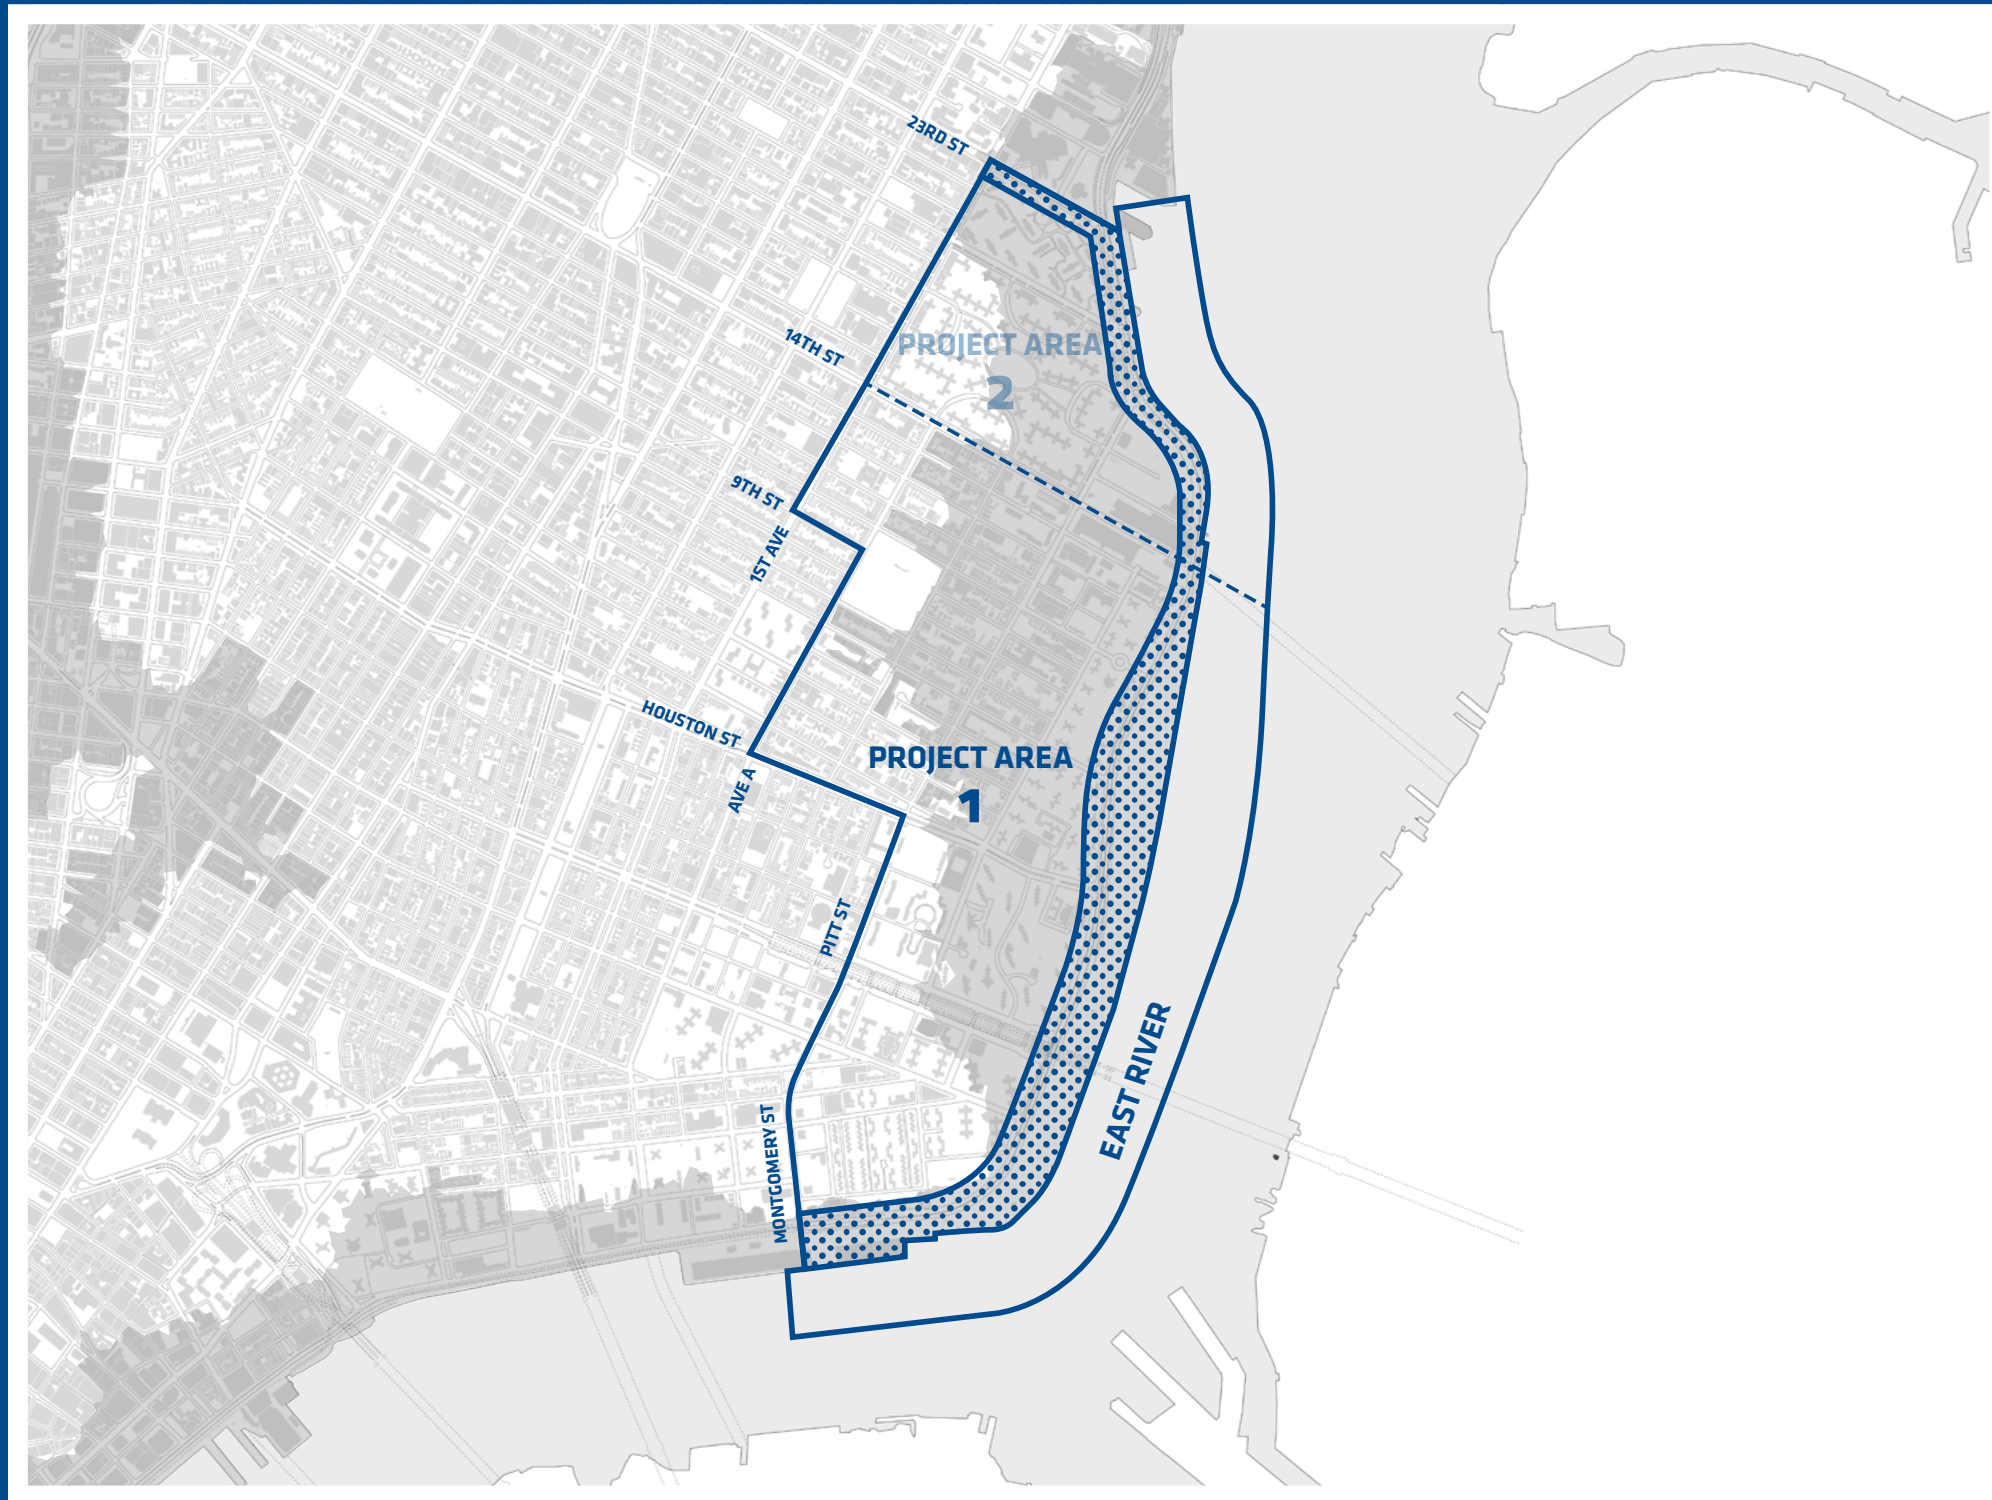 23RD ST
14TH ST
PROJECT AREA
2
9TH ST
1ST AVE
HOUSTON ST
PROJECT AREA
1
AVE A
PITT ST
EAST RIVER
MONTGOMERY ST